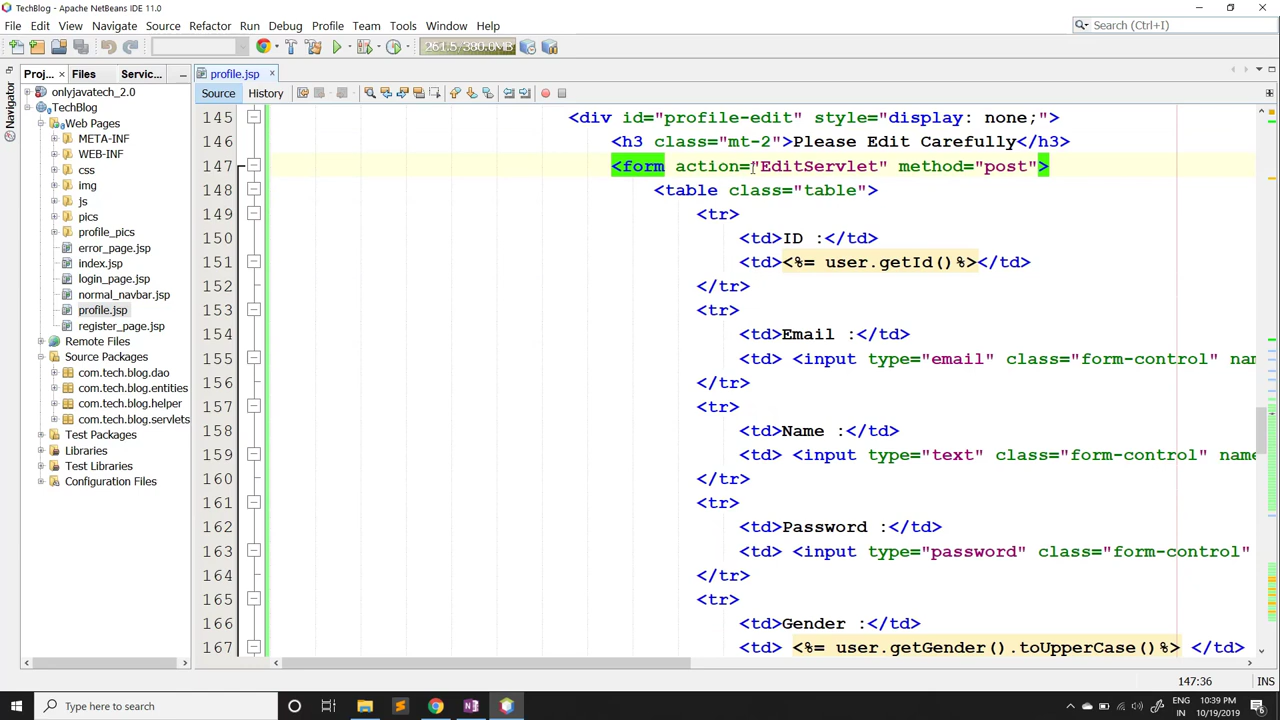 TechBlog - Apache NetBeans IDE 11.0
File Edit View Navigate Source Refactor Run Debug Profile Team Tools Window Help
Search (Ctrl+I)
261.5/380.0MB
Proj... Files Servic...
profile.jsp
Navigator
Source History
onlyjavatech_2.0
TechBlog
Web Pages
META-INF
WEB-INF
css
img
js
pics
profile_pics
error_page.jsp
index.jsp
login_page.jsp
normal_navbar.jsp
profile.jsp
register_page.jsp
Remote Files
Source Packages
com.tech.blog.dao
com.tech.blog.entities
com.tech.blog.helper
com.tech.blog.servlets
Test Packages
Libraries
Test Libraries
Configuration Files
145 <div id="profile-edit" style="display: none;">
146 <h3 class="mt-2">Please Edit Carefully</h3>
147 <form action="EditServlet" method="post">
148 <table class="table">
149 <tr>
150 <td>ID :</td>
151 <td><%= user.getId()%></td>
152 </tr>
153 <tr>
154 <td>Email :</td>
155 <td> <input type="email" class="form-control" nam
156 </tr>
157 <tr>
158 <td>Name :</td>
159 <td> <input type="text" class="form-control" name
160 </tr>
161 <tr>
162 <td>Password :</td>
163 <td> <input type="password" class="form-control"
164 </tr>
165 <tr>
166 <td>Gender :</td>
167 <td> <%= user.getGender().toUpperCase()%> </td>
147:36 INS
Type here to search
ENG
IN
10:39 PM
10/19/2019
5